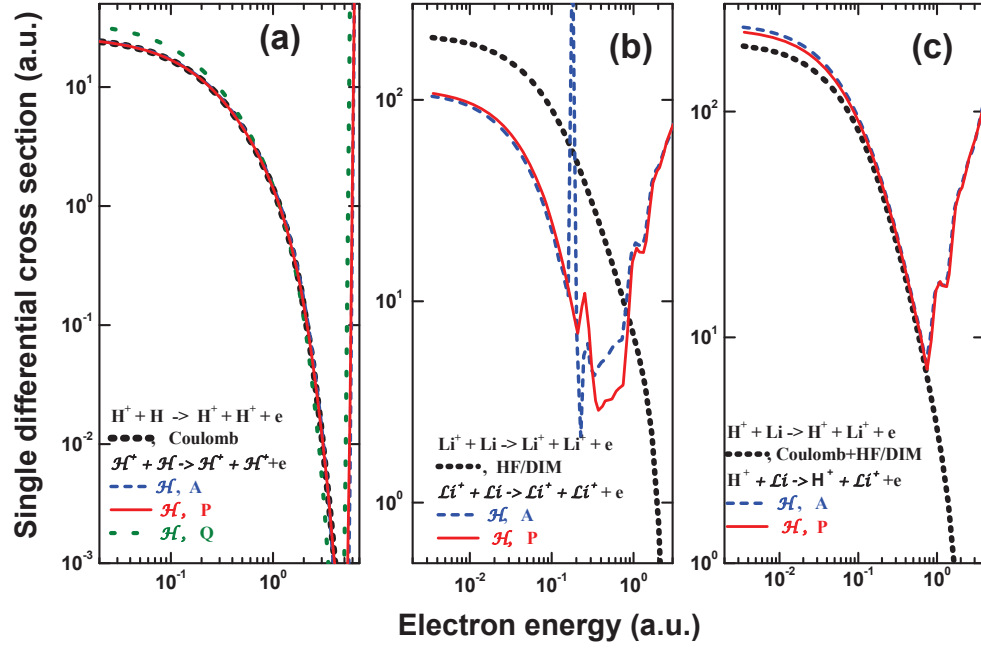 Single differential cross section (a.u.)
(a)
10¹
10⁰
10⁻¹
10⁻²
10⁻³
H⁺ + H -> H⁺ + H⁺ + e
, Coulomb
ℋ⁺ + ℋ -> ℋ⁺ + ℋ⁺+e
ℋ, A
ℋ, P
ℋ, Q
10⁻¹ 10⁰
(b)
10²
10¹
10⁰
Li⁺ + Li -> Li⁺ + Li⁺ + e
, HF/DIM
ℒi⁺ + ℒi -> ℒi⁺ + ℒi⁺ + e
ℋ, A
ℋ, P
10⁻² 10⁻¹ 10⁰
(c)
10²
10¹
10⁰
H⁺ + Li -> H⁺ + Li⁺ + e
, Coulomb+HF/DIM
H⁺ + ℒi -> H⁺ + ℒi⁺ + e
ℋ, A
ℋ, P
10⁻² 10⁻¹ 10⁰
Electron energy (a.u.)